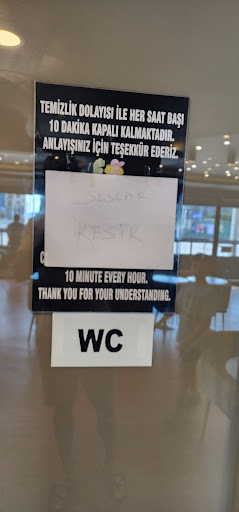 TEMİZLİK DOLAYISI İLE HER SAAT BAŞI
10 DAKİKA KAPALI KALMAKTADIR.
ANLAYIŞINIZ İÇİN TEŞEKKÜR EDERİZ.
KESİK
10 MINUTE EVERY HOUR.
THANK YOU FOR YOUR UNDERSTANDING.
WC